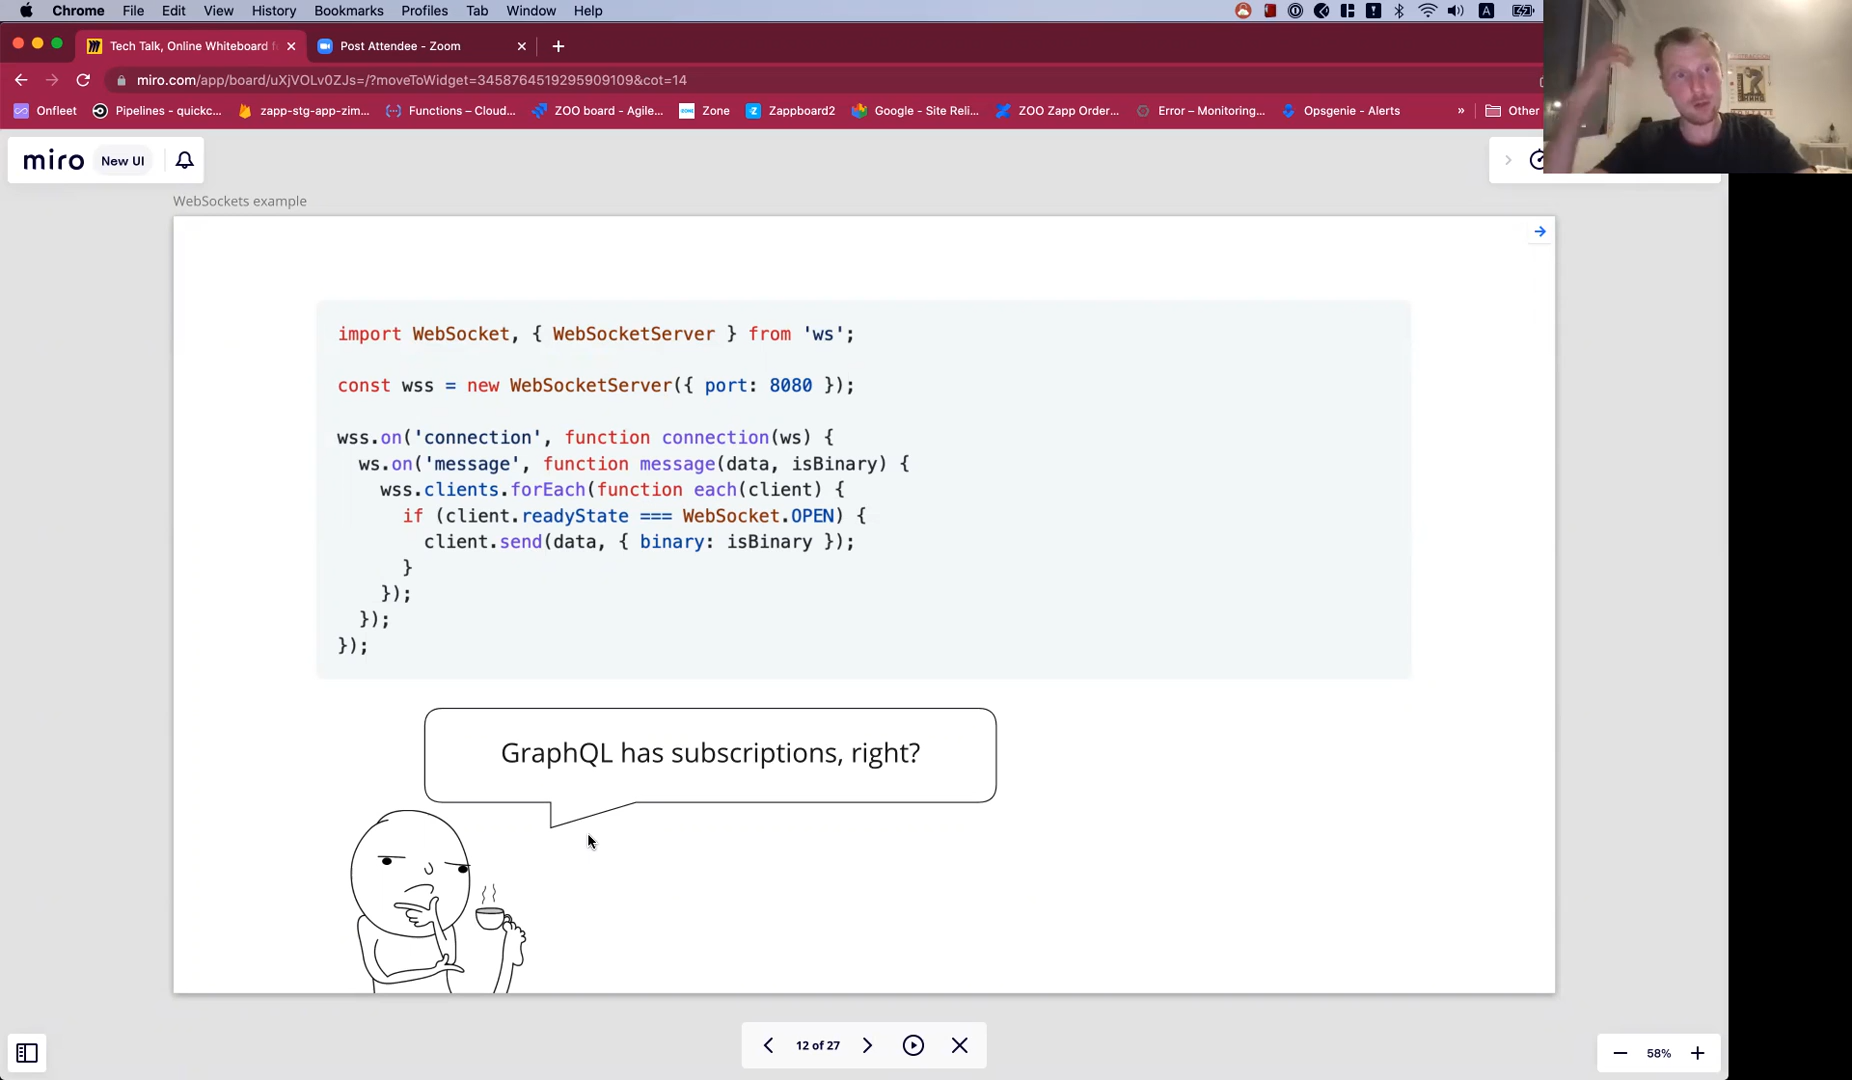 Chrome File Edit View History Bookmarks Profiles Tab Window Help
Tech Talk, Online Whiteboard f
Post Attendee - Zoom
miro.com/app/board/uXjVOLv0ZJs=/?moveToWidget=3458764519295909109&cot=14
Onfleet Pipelines - quickc... zapp-stg-app-zim... Functions – Cloud... ZOO board - Agile... Zone Zappboard2 Google - Site Reli... ZOO Zapp Order... Error – Monitoring... Opsgenie - Alerts » Other
miro New UI
WebSockets example
import WebSocket, { WebSocketServer } from 'ws';
const wss = new WebSocketServer({ port: 8080 });
wss.on('connection', function connection(ws) {
ws.on('message', function message(data, isBinary) {
wss.clients.forEach(function each(client) {
if (client.readyState === WebSocket.OPEN) {
client.send(data, { binary: isBinary });
}
});
});
});
GraphQL has subscriptions, right?
12 of 27
58%